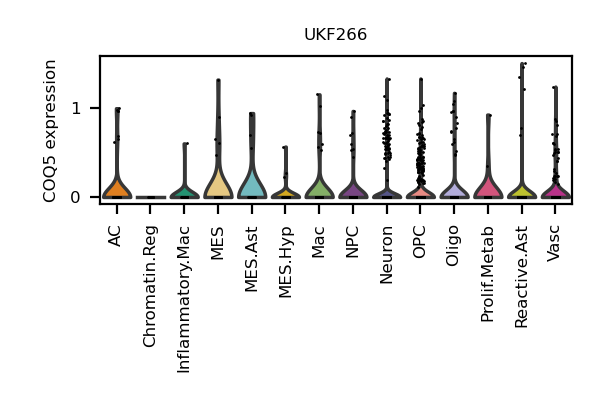 UKF266
COQ5 expression
1
0
AC
Chromatin.Reg
Inflammatory.Mac
MES
MES.Ast
MES.Hyp
Mac
NPC
Neuron
OPC
Oligo
Prolif.Metab
Reactive.Ast
Vasc